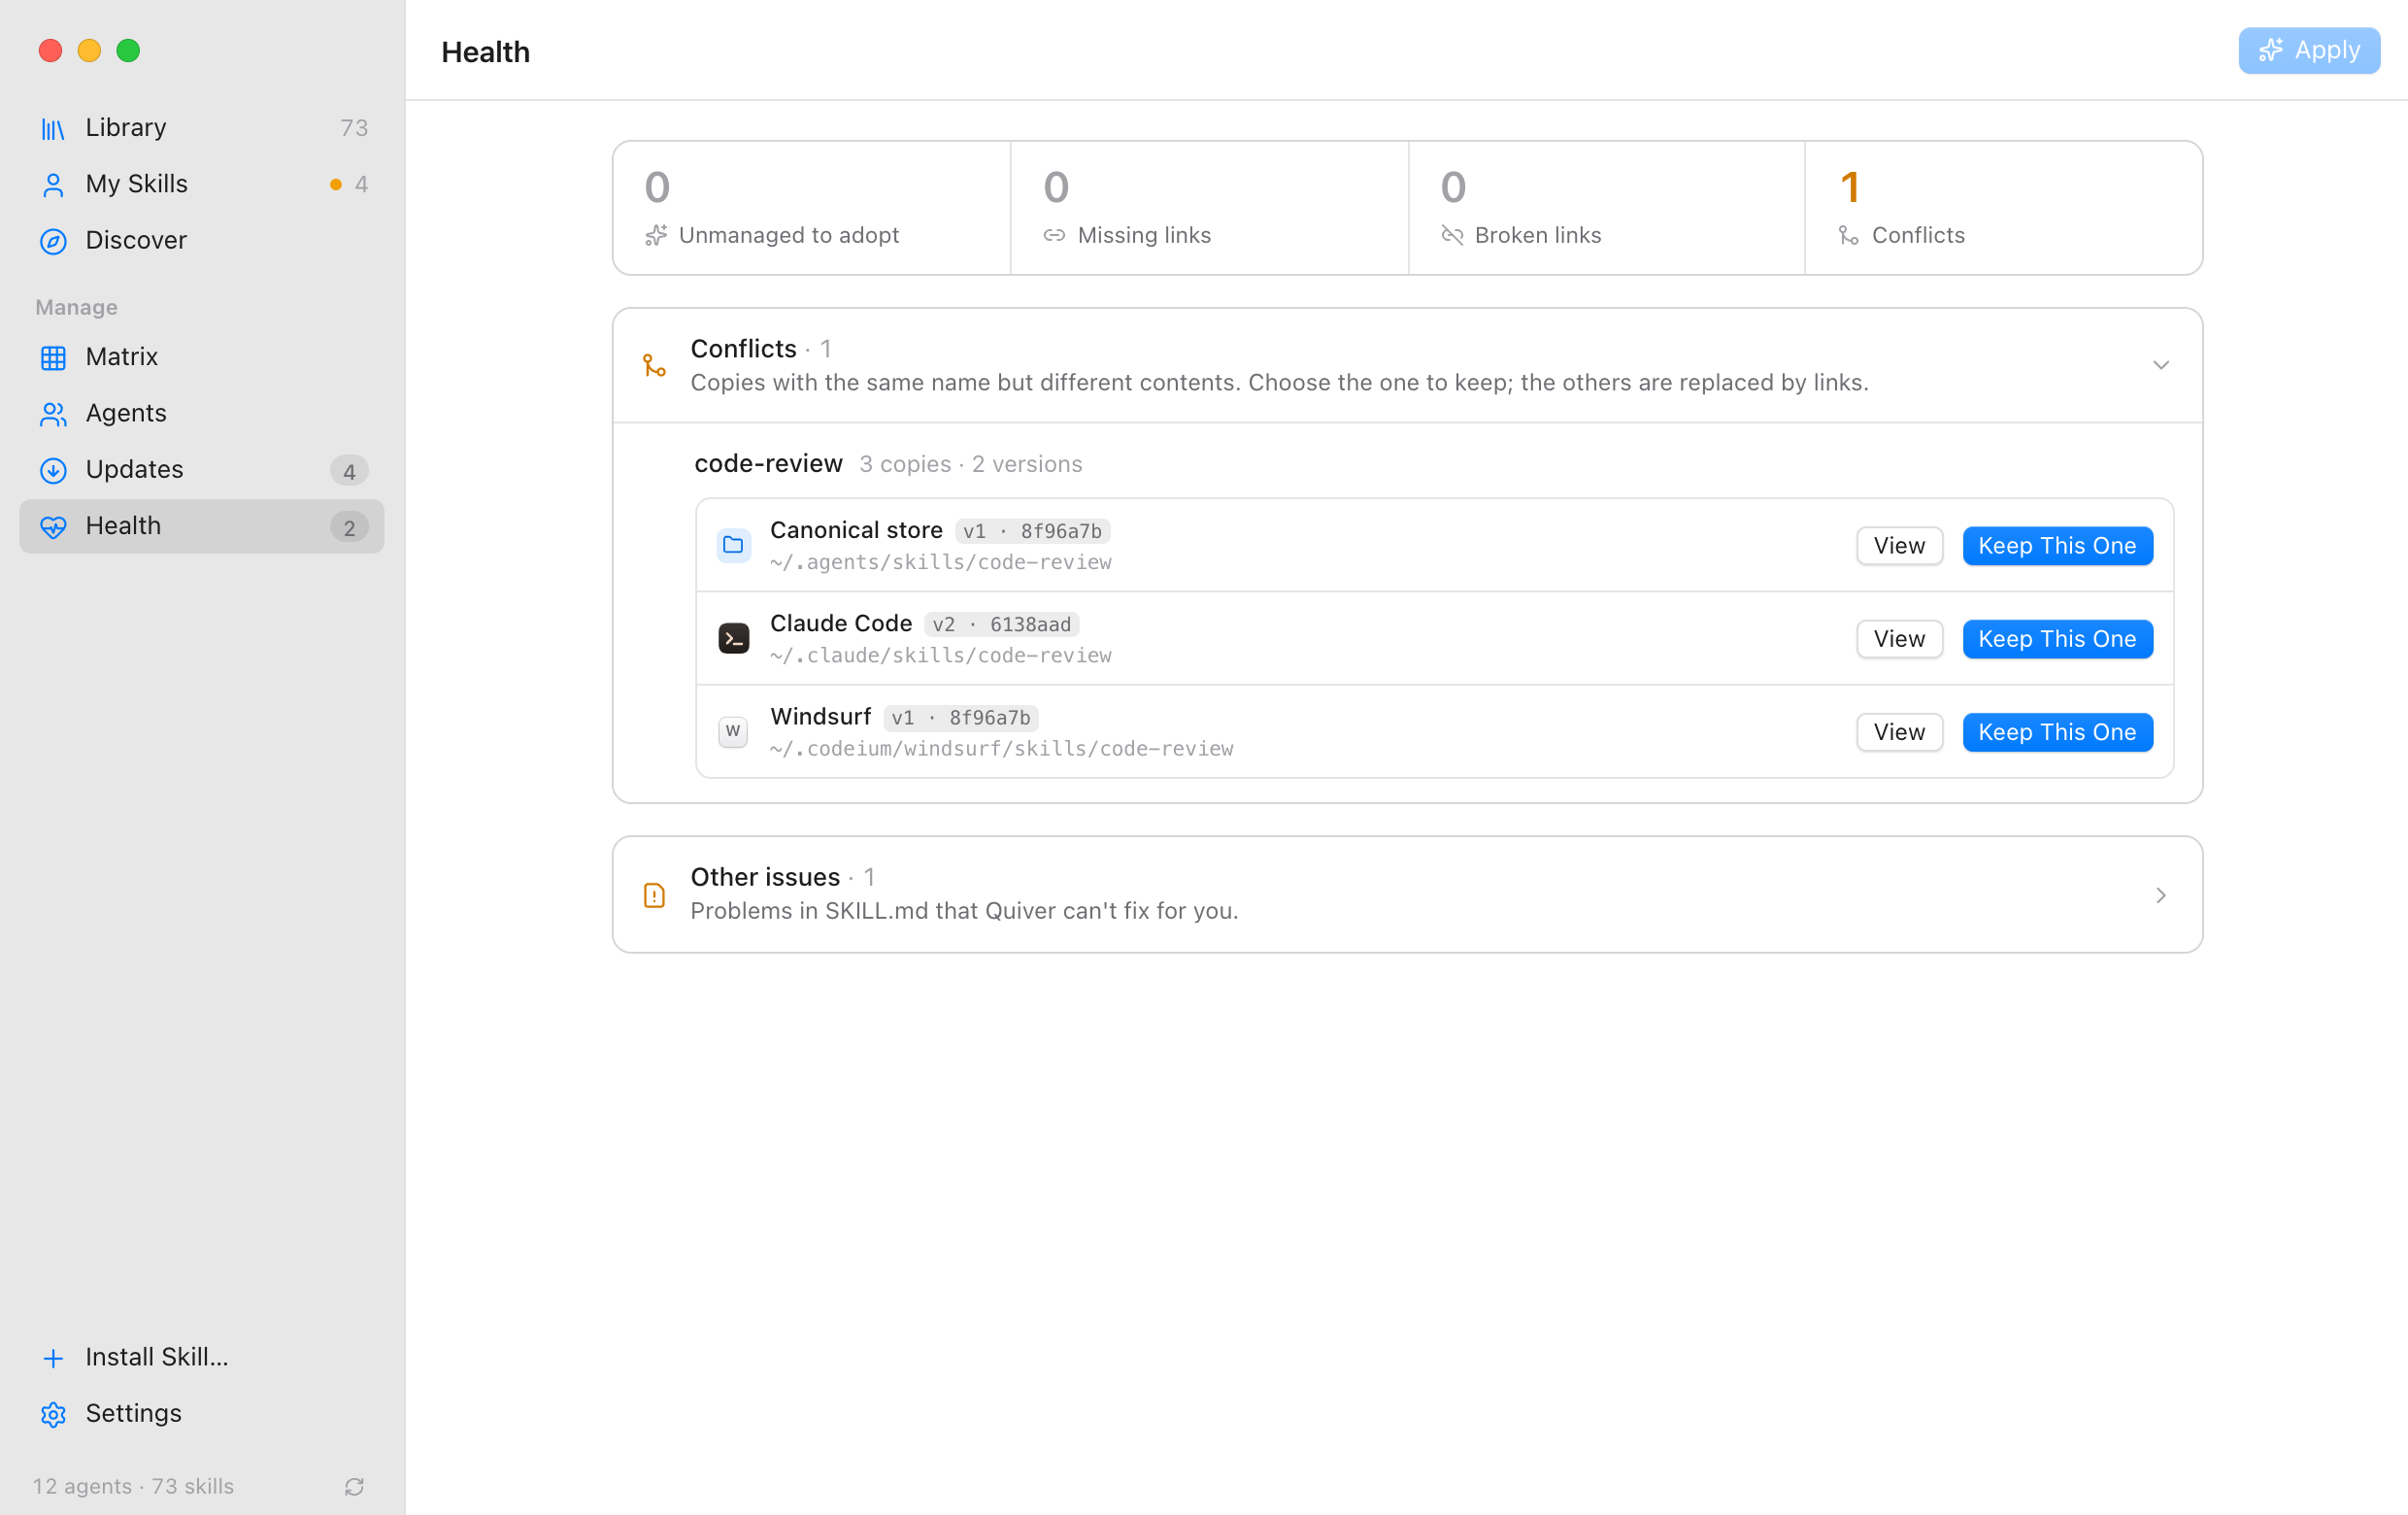 Library 73
My Skills 4
Discover
Manage
Matrix
Agents
Updates 4
Health 2
Install Skill...
Settings
12 agents · 73 skills
Health
Apply
0
Unmanaged to adopt
0
Missing links
0
Broken links
1
Conflicts
Conflicts · 1
Copies with the same name but different contents. Choose the one to keep; the others are replaced by links.
code-review 3 copies · 2 versions
Canonical store v1 · 8f96a7b
~/.agents/skills/code-review
View Keep This One
Claude Code v2 · 6138aad
~/.claude/skills/code-review
View Keep This One
W
Windsurf v1 · 8f96a7b
~/.codeium/windsurf/skills/code-review
View Keep This One
Other issues · 1
Problems in SKILL.md that Quiver can't fix for you.